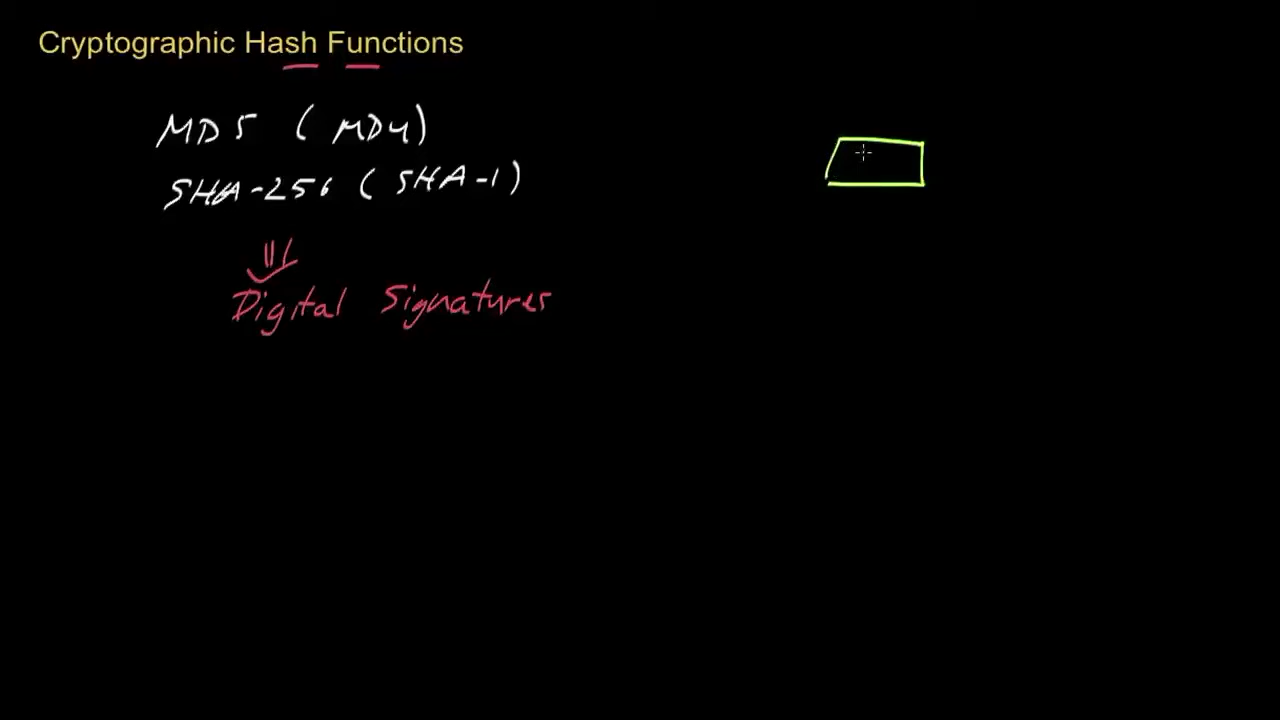 Cryptographic Hash Functions
MD5 (MD4)
SHA-256 (SHA-1)
Digital Signatures